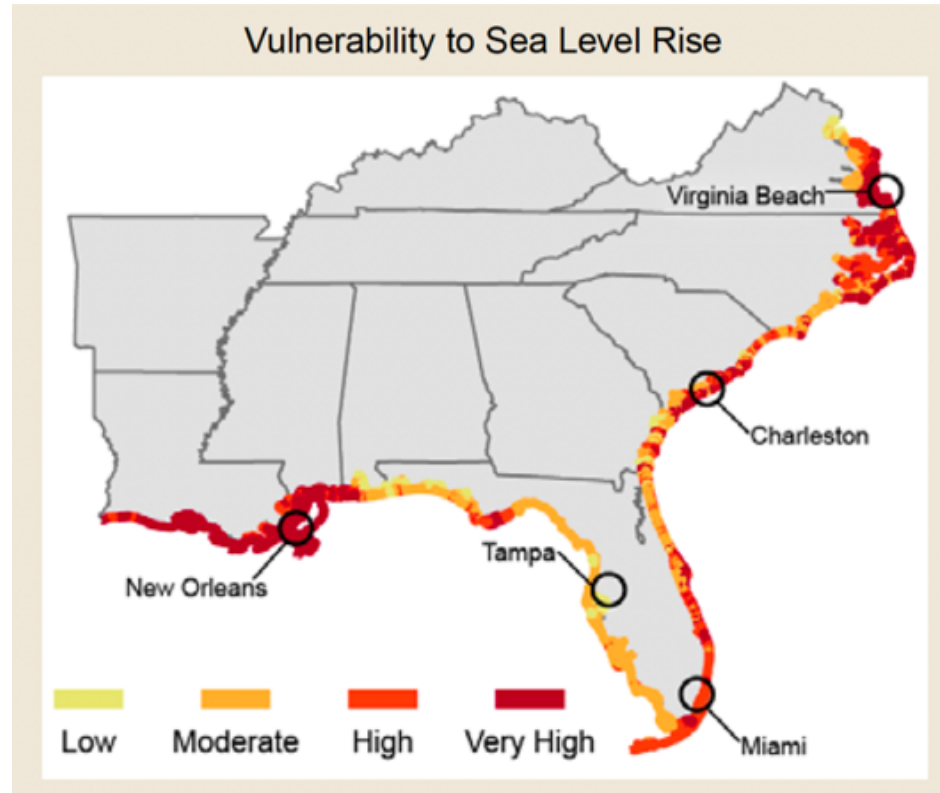 Vulnerability to Sea Level Rise
Virginia Beach
Charleston
Tampa
New Orleans
Low Moderate High Very High
Miami